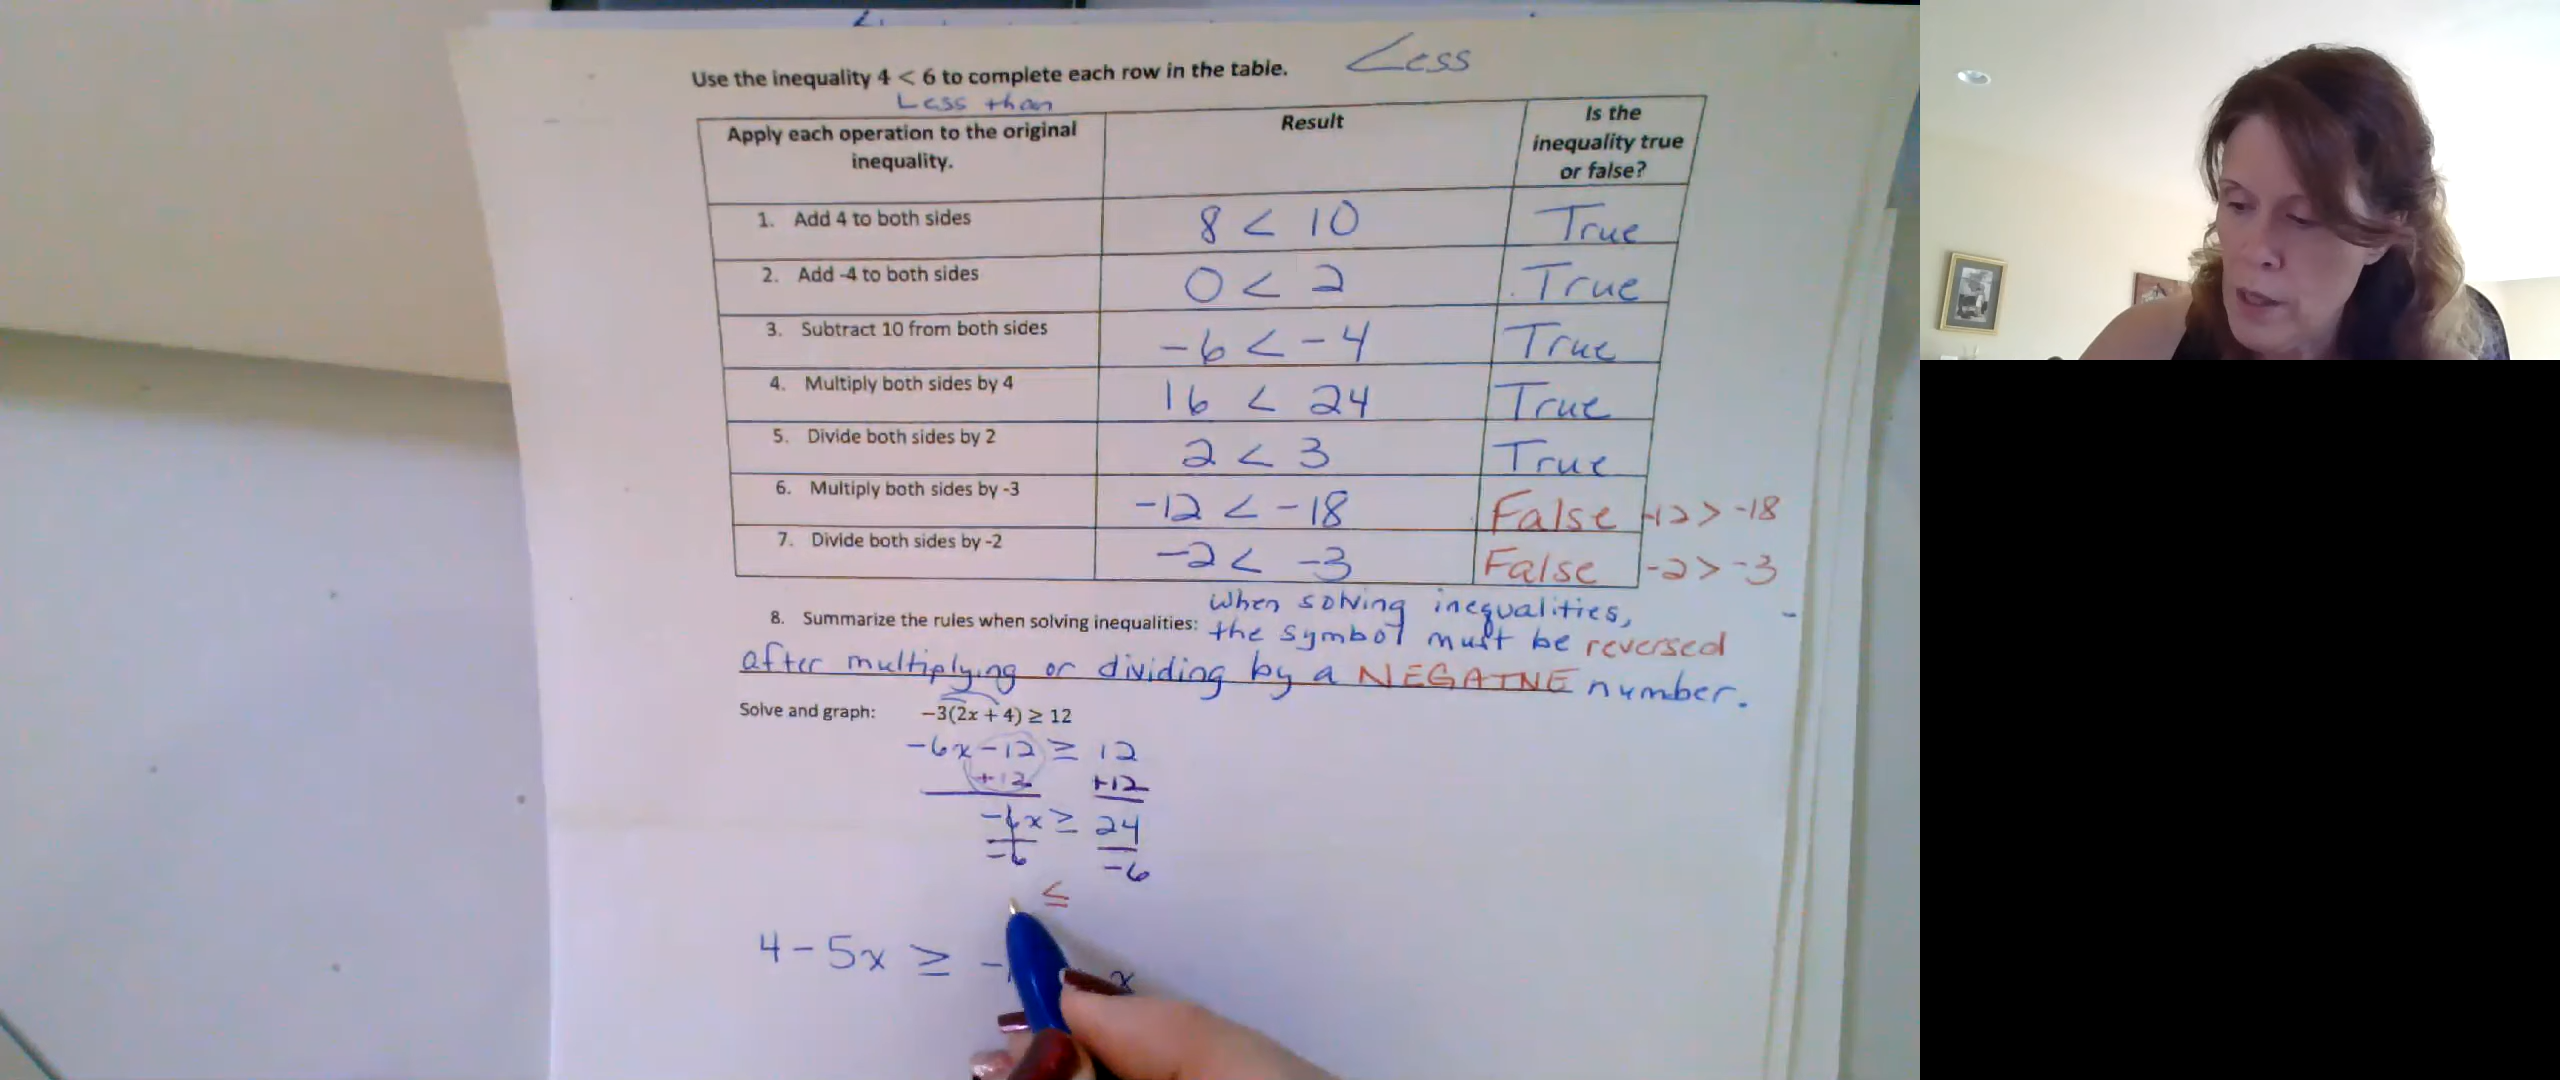 Use the inequality 4 < 6 to complete each row in the table. Less
Less than
Apply each operation to the original inequality. Result Is the inequality true or false?
1. Add 4 to both sides 8 < 10 True
2. Add -4 to both sides 0 < 2 True
3. Subtract 10 from both sides -6 < -4 True
4. Multiply both sides by 4 16 < 24 True
5. Divide both sides by 2 2 < 3 True
6. Multiply both sides by -3 -12 < -18 False -12 > -18
7. Divide both sides by -2 -2 < -3 False -2 > -3
8. Summarize the rules when solving inequalities: When solving inequalities,
the symbol must be reversed
after multiplying or dividing by a NEGATIVE number.
Solve and graph: −3(2x + 4) ≥ 12
-6x - 12 ≥ 12
+12 +12
-6x ≥ 24
-6 -6
≤
4 - 5x ≥ - x